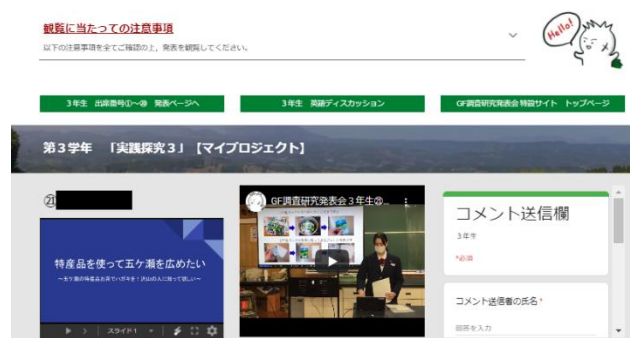 観覧に当たっての注意事項
以下の注意事項を全てご確認の上，発表を観覧してください。
Hello!
3年生 出席番号①～⑳ 発表ページへ
3年生 英語ディスカッション
GF調査研究発表会 特設サイト トップページ
第3学年 「実践探究3」【マイプロジェクト】
㉑
特産品を使って五ケ瀬を広めたい
GF調査研究発表会３年生㉑...
コメント送信欄
3年生
*必須
コメント送信者の氏名 *
回答を入力
スライド 1